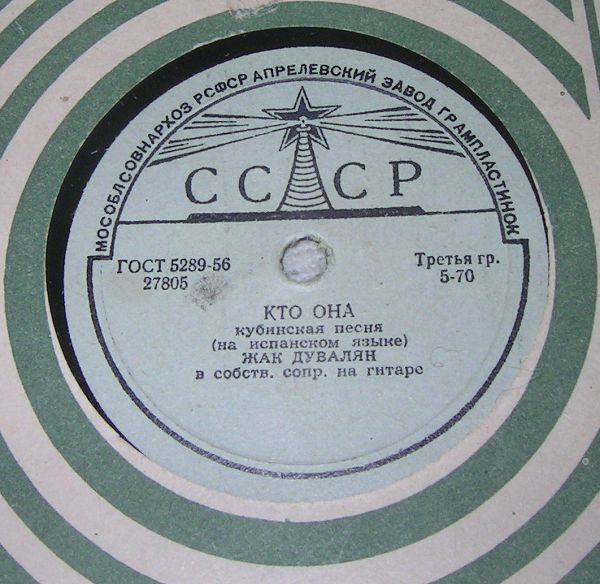 МОСОБЛСОВНАРХОЗ РСФСР АПРЕЛЕВСКИЙ ЗАВОД ГРАМПЛАСТИНОК
СССР
ГОСТ 5289-56
27805
Третья гр.
5-70
КТО ОНА
кубинская песня
(на испанском языке)
ЖАК ДУВАЛЯН
в собств. сопр. на гитаре